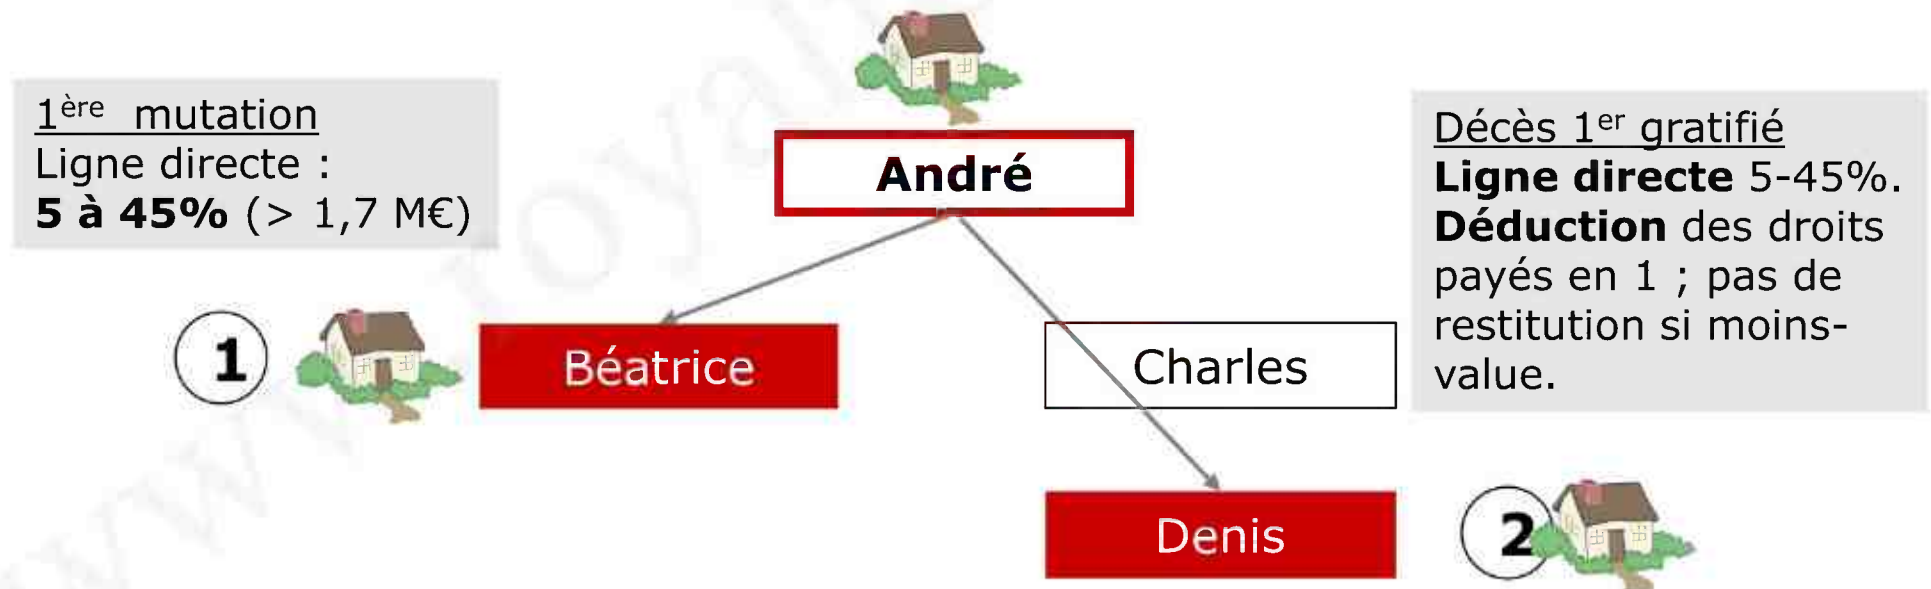 1ère mutation
Ligne directe :
5 à 45% (> 1,7 M€)
André
Décès 1er gratifié
Ligne directe 5-45%.
Déduction des droits
payés en 1 ; pas de
restitution si moins-
value.
1
Béatrice
Charles
Denis
2